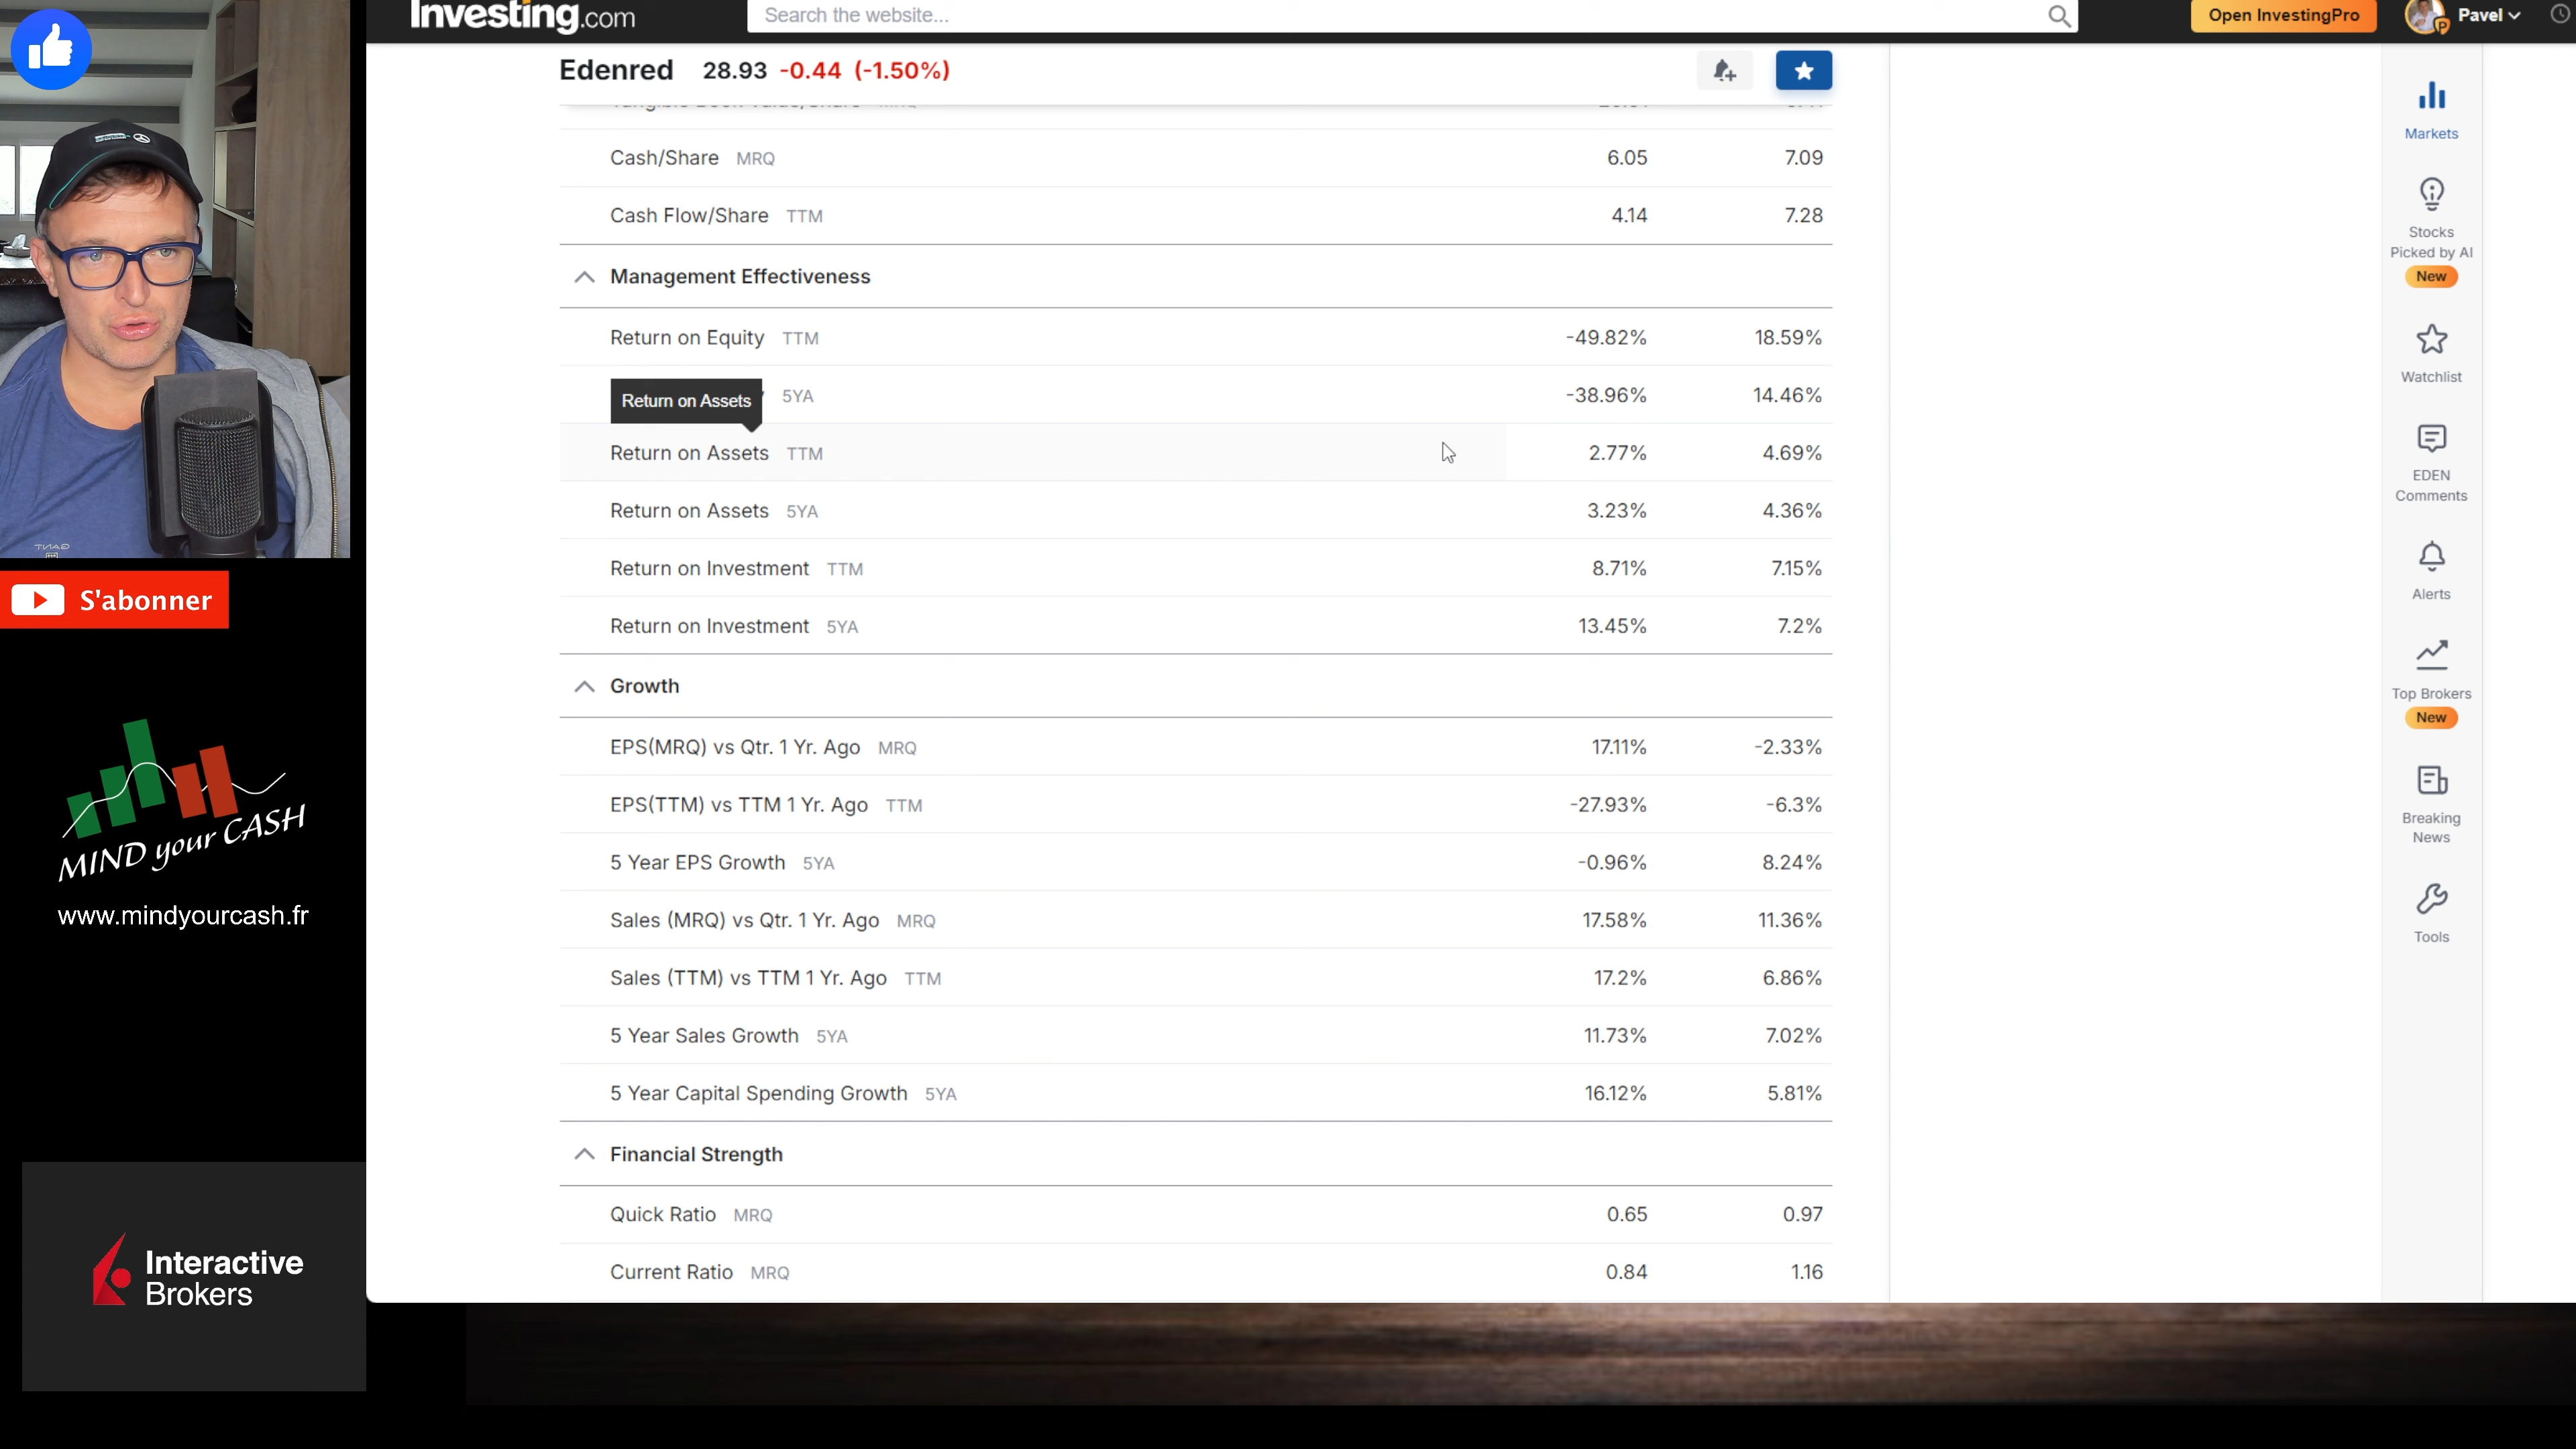 Investing.com
Search the website...
Open InvestingPro
Pavel
Edenred 28.93 -0.44 (-1.50%)
Cash/Share MRQ 6.05 7.09
Cash Flow/Share TTM 4.14 7.28
Management Effectiveness
Return on Equity TTM -49.82% 18.59%
5YA -38.96% 14.46%
Return on Assets
Return on Assets TTM 2.77% 4.69%
Return on Assets 5YA 3.23% 4.36%
Return on Investment TTM 8.71% 7.15%
Return on Investment 5YA 13.45% 7.2%
Growth
EPS(MRQ) vs Qtr. 1 Yr. Ago MRQ 17.11% -2.33%
EPS(TTM) vs TTM 1 Yr. Ago TTM -27.93% -6.3%
5 Year EPS Growth 5YA -0.96% 8.24%
Sales (MRQ) vs Qtr. 1 Yr. Ago MRQ 17.58% 11.36%
Sales (TTM) vs TTM 1 Yr. Ago TTM 17.2% 6.86%
5 Year Sales Growth 5YA 11.73% 7.02%
5 Year Capital Spending Growth 5YA 16.12% 5.81%
Financial Strength
Quick Ratio MRQ 0.65 0.97
Current Ratio MRQ 0.84 1.16
Markets
Stocks
Picked by AI
New
Watchlist
EDEN
Comments
Alerts
Top Brokers
New
Breaking
News
Tools
S'abonner
MIND your CASH
www.mindyourcash.fr
Interactive
Brokers